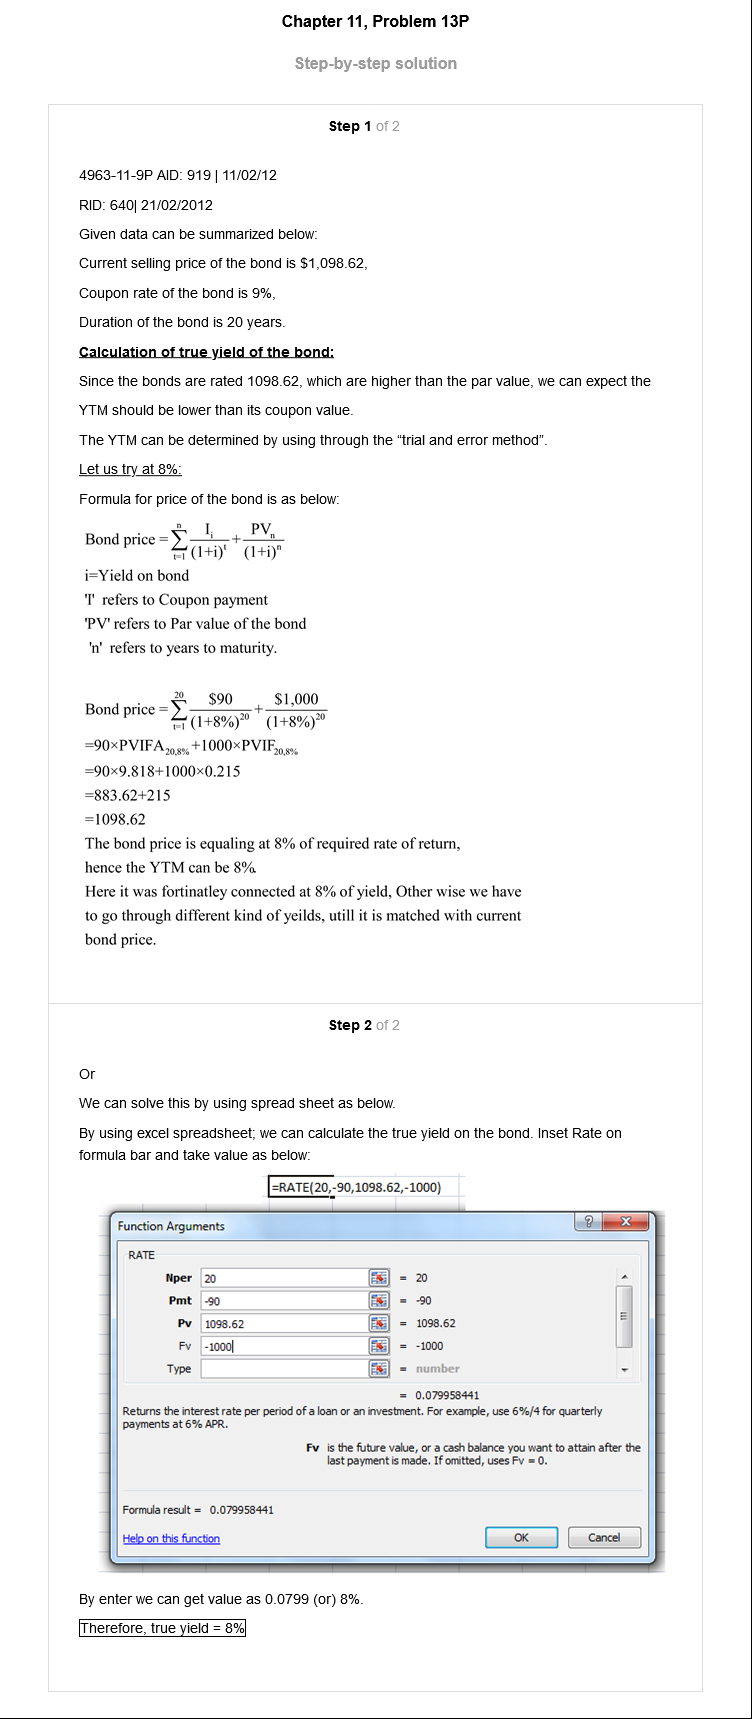 Chapter 11, Problem 13P
Step-by-step solution
Step 1 of 2
4963-11-9P AID: 919 | 11/02/12
RID: 640| 21/02/2012
Given data can be summarized below:
Current selling price of the bond is $1,098.62,
Coupon rate of the bond is 9%,
Duration of the bond is 20 years.
Calculation of true yield of the bond:
Since the bonds are rated 1098.62, which are higher than the par value, we can expect the
YTM should be lower than its coupon value.
The YTM can be determined by using through the “trial and error method”.
Let us try at 8%:
Formula for price of the bond is as below:
Bond price = n∑t=1 Ii/(1+i)^t + PVn/(1+i)^n
i=Yield on bond
'I' refers to Coupon payment
'PV' refers to Par value of the bond
'n' refers to years to maturity.
Bond price = 20∑t=1 $90/(1+8%)^20 + $1,000/(1+8%)^20
=90×PVIFA20,8%+1000×PVIF20,8%
=90×9.818+1000×0.215
=883.62+215
=1098.62
The bond price is equaling at 8% of required rate of return,
hence the YTM can be 8%.
Here it was fortinatley connected at 8% of yield, Other wise we have
to go through different kind of yeilds, utill it is matched with current
bond price.
Step 2 of 2
Or
We can solve this by using spread sheet as below.
By using excel spreadsheet; we can calculate the true yield on the bond. Inset Rate on
formula bar and take value as below:
=RATE(20,-90,1098.62,-1000)
Function Arguments
RATE
Nper 20 = 20
Pmt -90 = -90
Pv 1098.62 = 1098.62
Fv -1000 = -1000
Type = number
= 0.079958441
Returns the interest rate per period of a loan or an investment. For example, use 6%/4 for quarterly
payments at 6% APR.
Fv is the future value, or a cash balance you want to attain after the
last payment is made. If omitted, uses Fv = 0.
Formula result = 0.079958441
Help on this function OK Cancel
By enter we can get value as 0.0799 (or) 8%.
Therefore, true yield = 8%